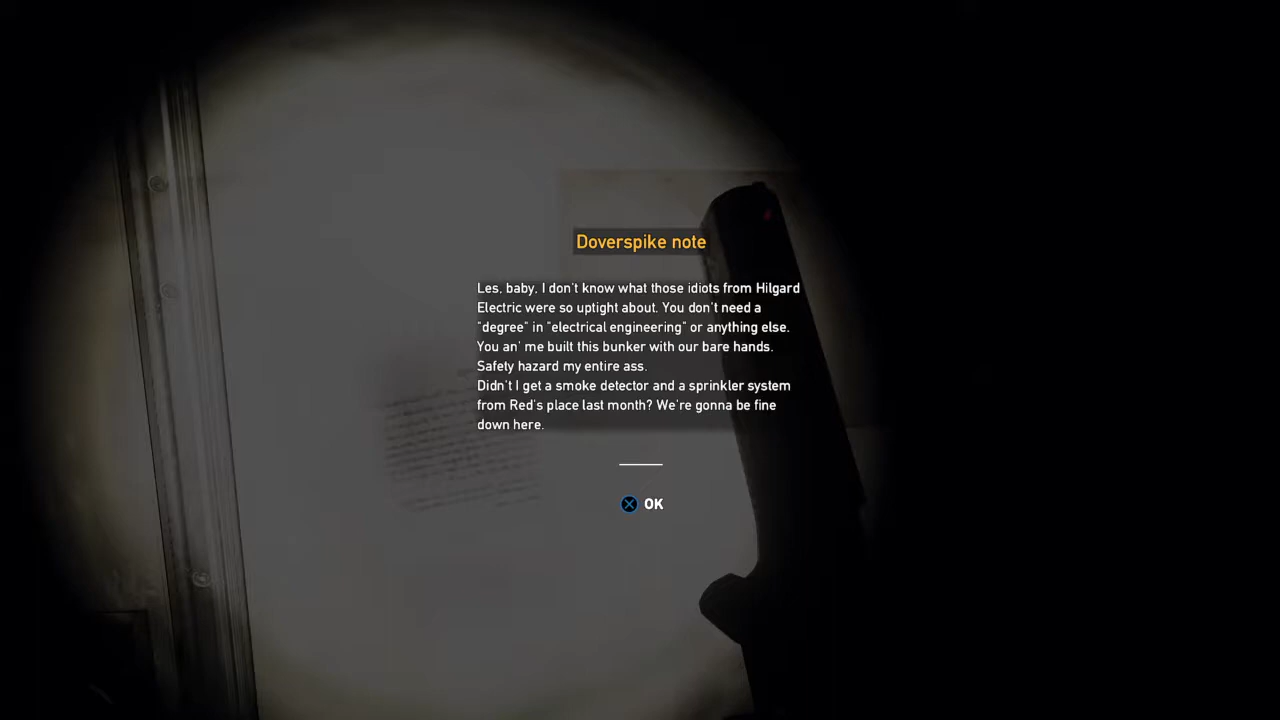 Doverspike note
Les, baby, I don't know what those idiots from Hilgard
Electric were so uptight about. You don't need a
"degree" in "electrical engineering" or anything else.
You an' me built this bunker with our bare hands.
Safety hazard my entire ass.
Didn't I get a smoke detector and a sprinkler system
from Red's place last month? We're gonna be fine
down here.
OK